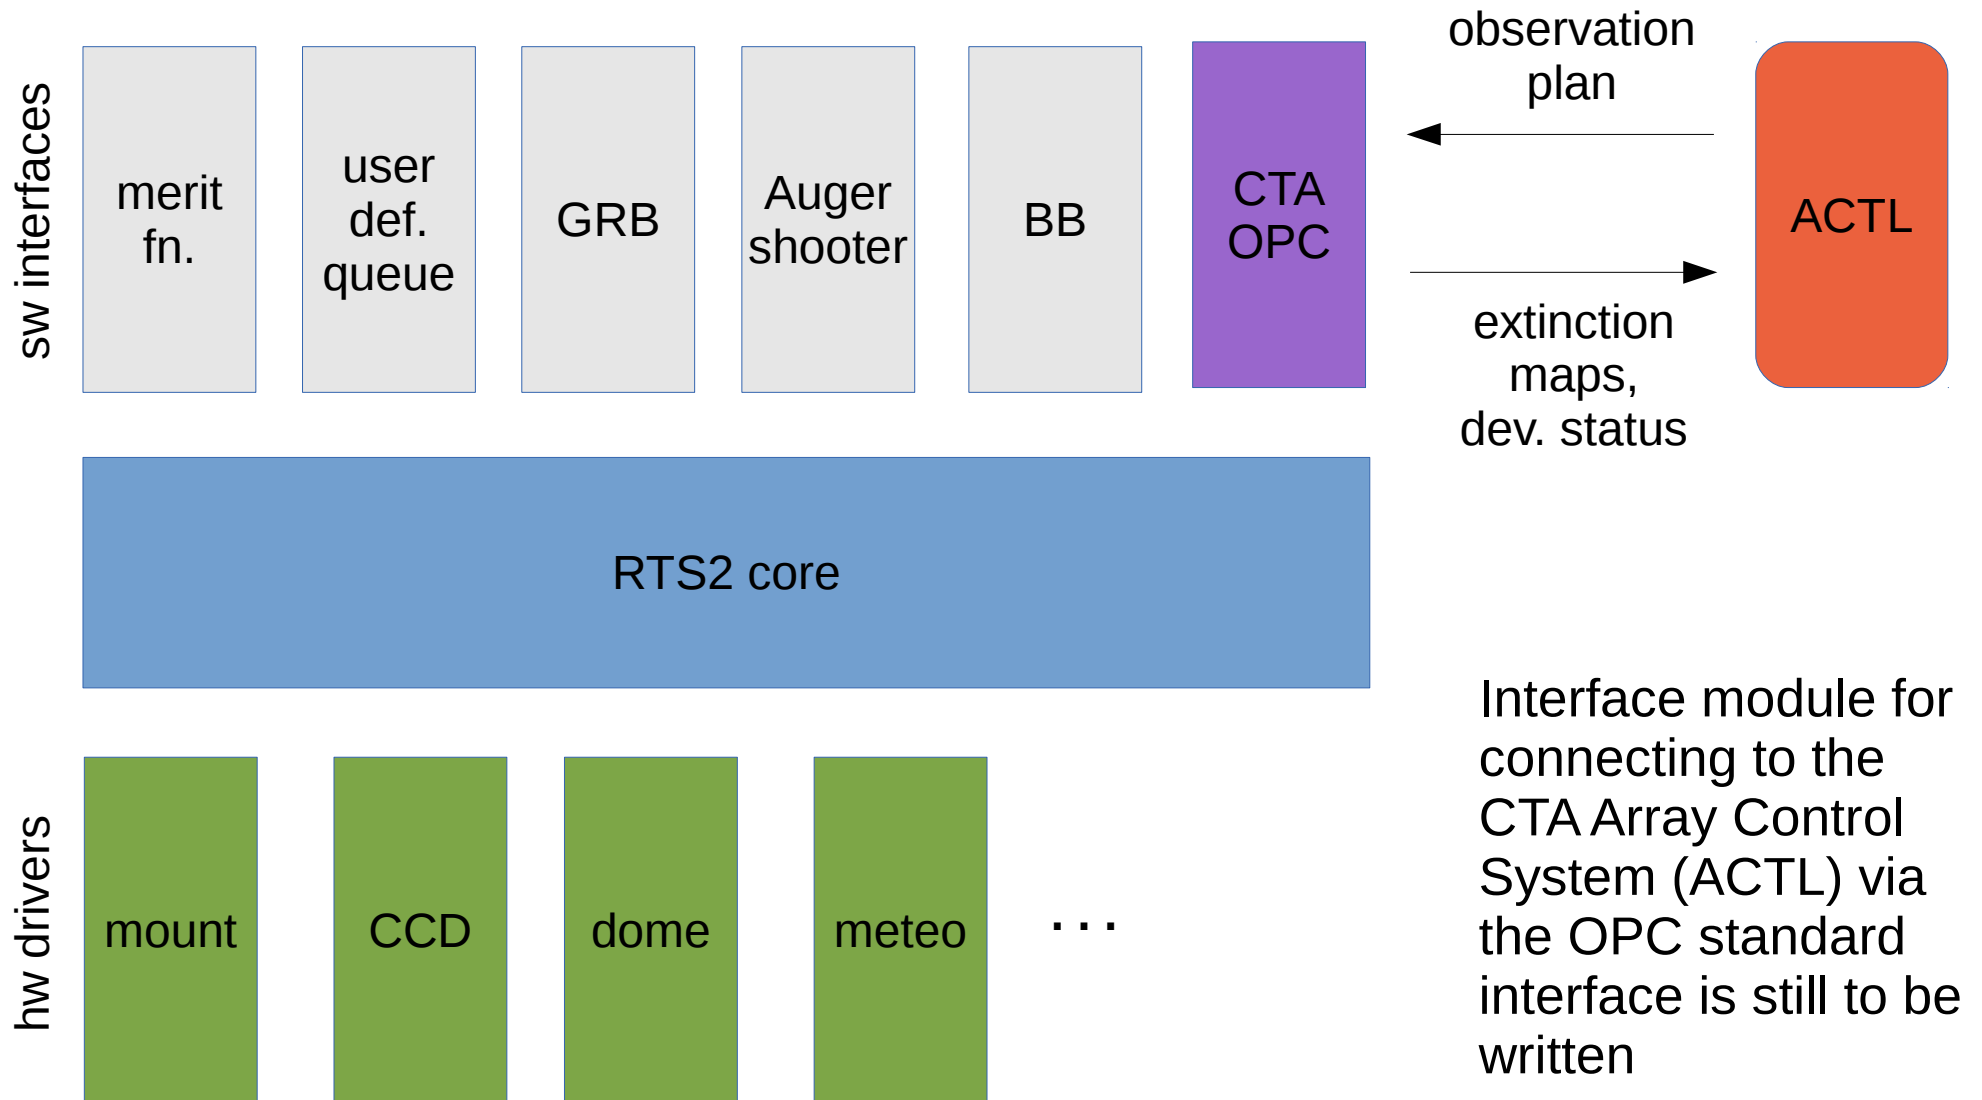 sw interfaces
merit
fn.
user
def.
queue
GRB
Auger
shooter
BB
CTA
OPC
observation
plan
extinction
maps,
dev. status
ACTL
RTS2 core
hw drivers
mount
CCD
dome
meteo
...
Interface module for
connecting to the
CTA Array Control
System (ACTL) via
the OPC standard
interface is still to be
written